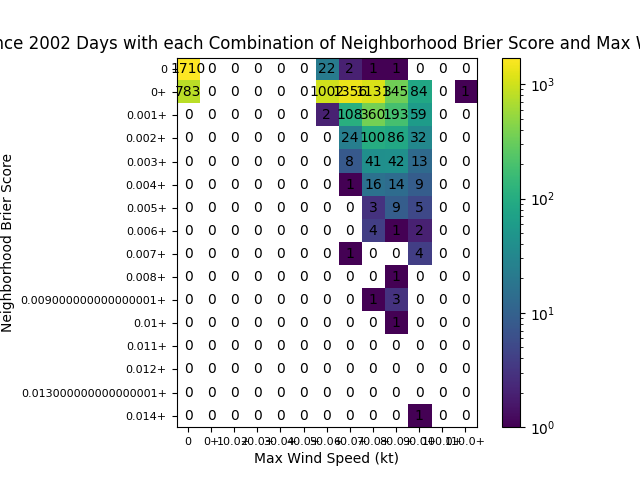 nce 2002 Days with each Combination of Neighborhood Brier Score and Max W
0 1710 0 0 0 0 0 22 2 1 1 0 0 0
0+ 783 0 0 0 0 0 1002 1356 1131 345 84 0 1
0.001+ 0 0 0 0 0 0 2 108 360 193 59 0 0
0.002+ 0 0 0 0 0 0 0 24 100 86 32 0 0
0.003+ 0 0 0 0 0 0 0 8 41 42 13 0 0
0.004+ 0 0 0 0 0 0 0 1 16 14 9 0 0
0.005+ 0 0 0 0 0 0 0 0 3 9 5 0 0
0.006+ 0 0 0 0 0 0 0 0 4 1 2 0 0
0.007+ 0 0 0 0 0 0 0 1 0 0 4 0 0
0.008+ 0 0 0 0 0 0 0 0 0 1 0 0 0
0.009000000000000001+ 0 0 0 0 0 0 0 0 1 3 0 0 0
0.01+ 0 0 0 0 0 0 0 0 0 1 0 0 0
0.011+ 0 0 0 0 0 0 0 0 0 0 0 0 0
0.012+ 0 0 0 0 0 0 0 0 0 0 0 0 0
0.013000000000000001+ 0 0 0 0 0 0 0 0 0 0 0 0 0
0.014+ 0 0 0 0 0 0 0 0 0 0 1 0 0
0 0+
Max Wind Speed (kt)
Neighborhood Brier Score
10³
10²
10¹
10⁰